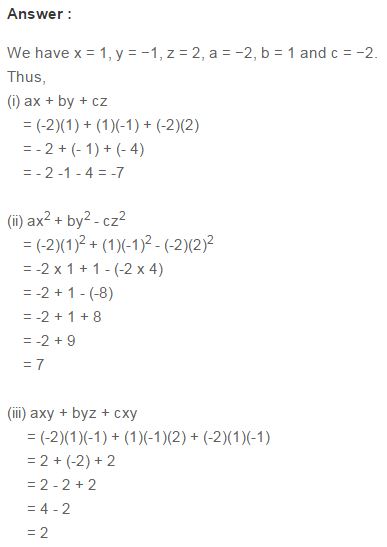 Answer :
We have x = 1, y = −1, z = 2, a = −2, b = 1 and c = −2.
Thus,
(i) ax + by + cz
= (-2)(1) + (1)(-1) + (-2)(2)
= - 2 + (- 1) + (- 4)
= - 2 -1 - 4 = -7
(ii) ax² + by² - cz²
= (-2)(1)² + (1)(-1)² - (-2)(2)²
= -2 x 1 + 1 - (-2 x 4)
= -2 + 1 - (-8)
= -2 + 1 + 8
= -2 + 9
= 7
(iii) axy + byz + cxy
= (-2)(1)(-1) + (1)(-1)(2) + (-2)(1)(-1)
= 2 + (-2) + 2
= 2 - 2 + 2
= 4 - 2
= 2